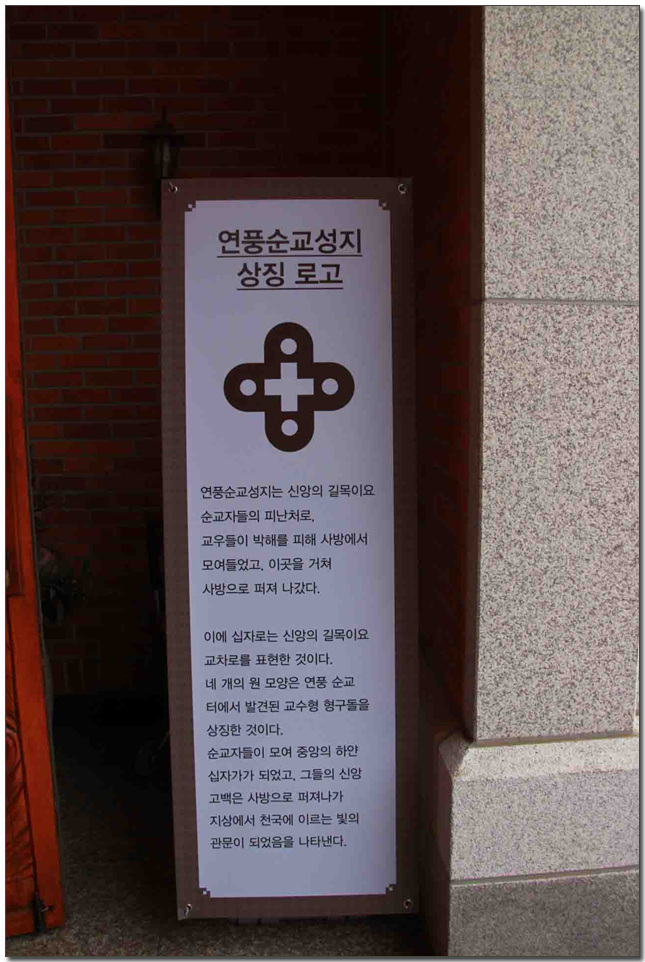 연풍순교성지
상징 로고
연풍순교성지는 신앙의 길목이요
순교자들의 피난처로,
교우들이 박해를 피해 사방에서
모여들었고, 이곳을 거쳐
사방으로 퍼져 나갔다.
이에 십자로는 신앙의 길목이요
교차로를 표현한 것이다.
네 개의 원 모양은 연풍 순교
터에서 발견된 교수형 형구돌을
상징한 것이다.
순교자들이 모여 중앙의 하얀
십자가가 되었고, 그들의 신앙
고백은 사방으로 퍼져나가
지상에서 천국에 이르는 빛의
관문이 되었음을 나타낸다.